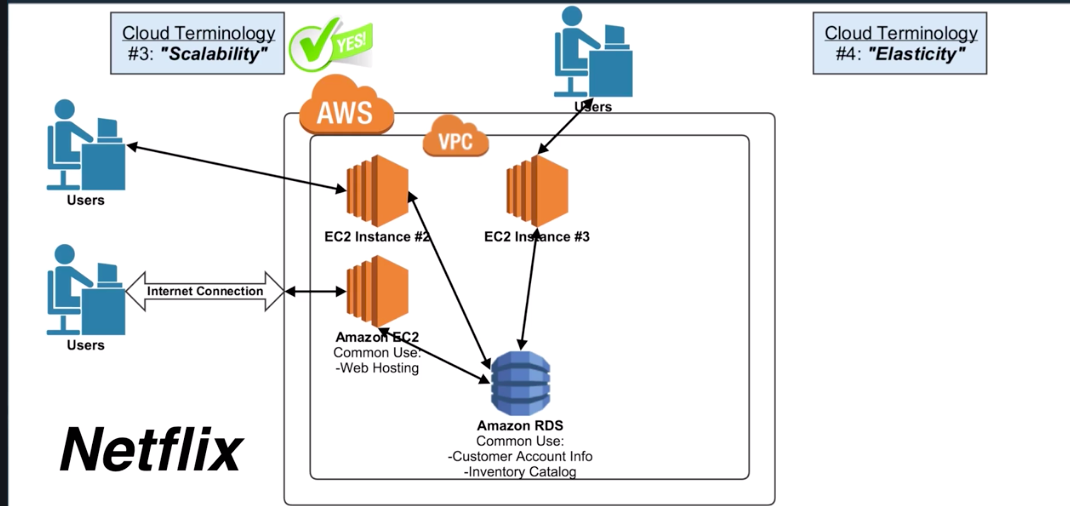 Cloud Terminology
#3: "Scalability"
YES!
Cloud Terminology
#4: "Elasticity"
Users
AWS
VPC
Users
EC2 Instance #2
EC2 Instance #3
Internet Connection
Users
Amazon EC2
Common Use:
-Web Hosting
Amazon RDS
Common Use:
-Customer Account Info
-Inventory Catalog
Netflix